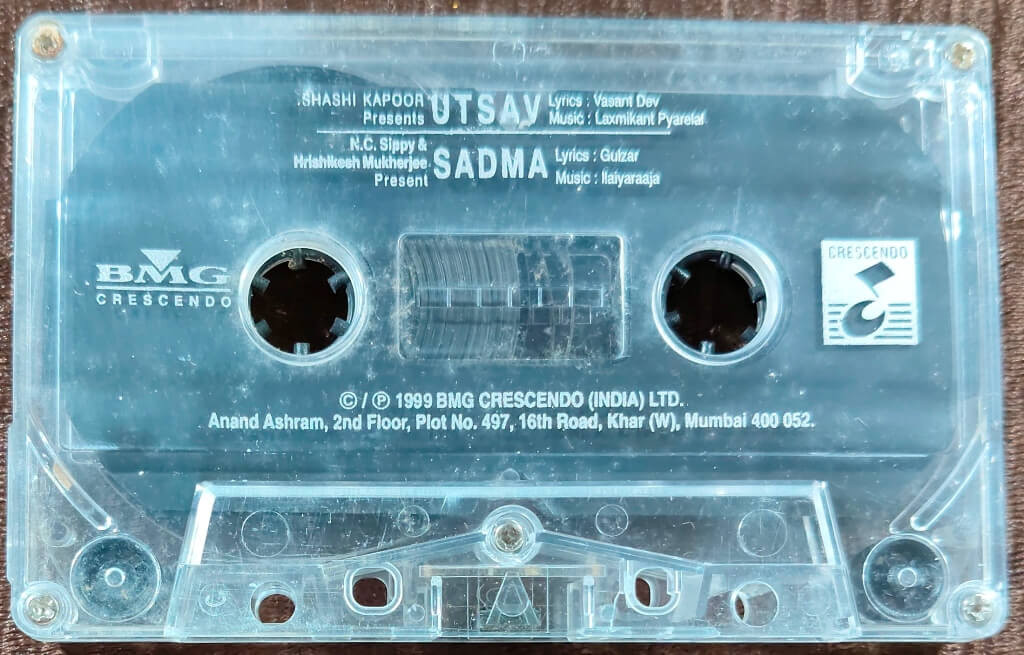 SHASHI KAPOOR Presents UTSAV Lyrics : Vasant Dev
Music : Laxmikant Pyarelal
N.C. Sippy & Hrishikesh Mukherjee Present SADMA Lyrics : Gulzar
Music : Ilaiyaraaja
BMG
CRESCENDO
CRESCENDO
© / ℗ 1999 BMG CRESCENDO (INDIA) LTD.
Anand Ashram, 2nd Floor, Plot No. 497, 16th Road, Khar (W), Mumbai 400 052.
A